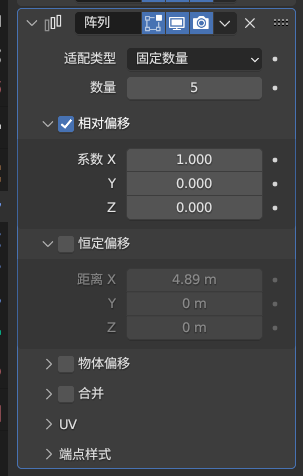 阵列
适配类型 固定数量
数量 5
相对偏移
系数 X 1.000
Y 0.000
Z 0.000
恒定偏移
距离 X 4.89 m
Y 0 m
Z 0 m
物体偏移
合并
UV
端点样式